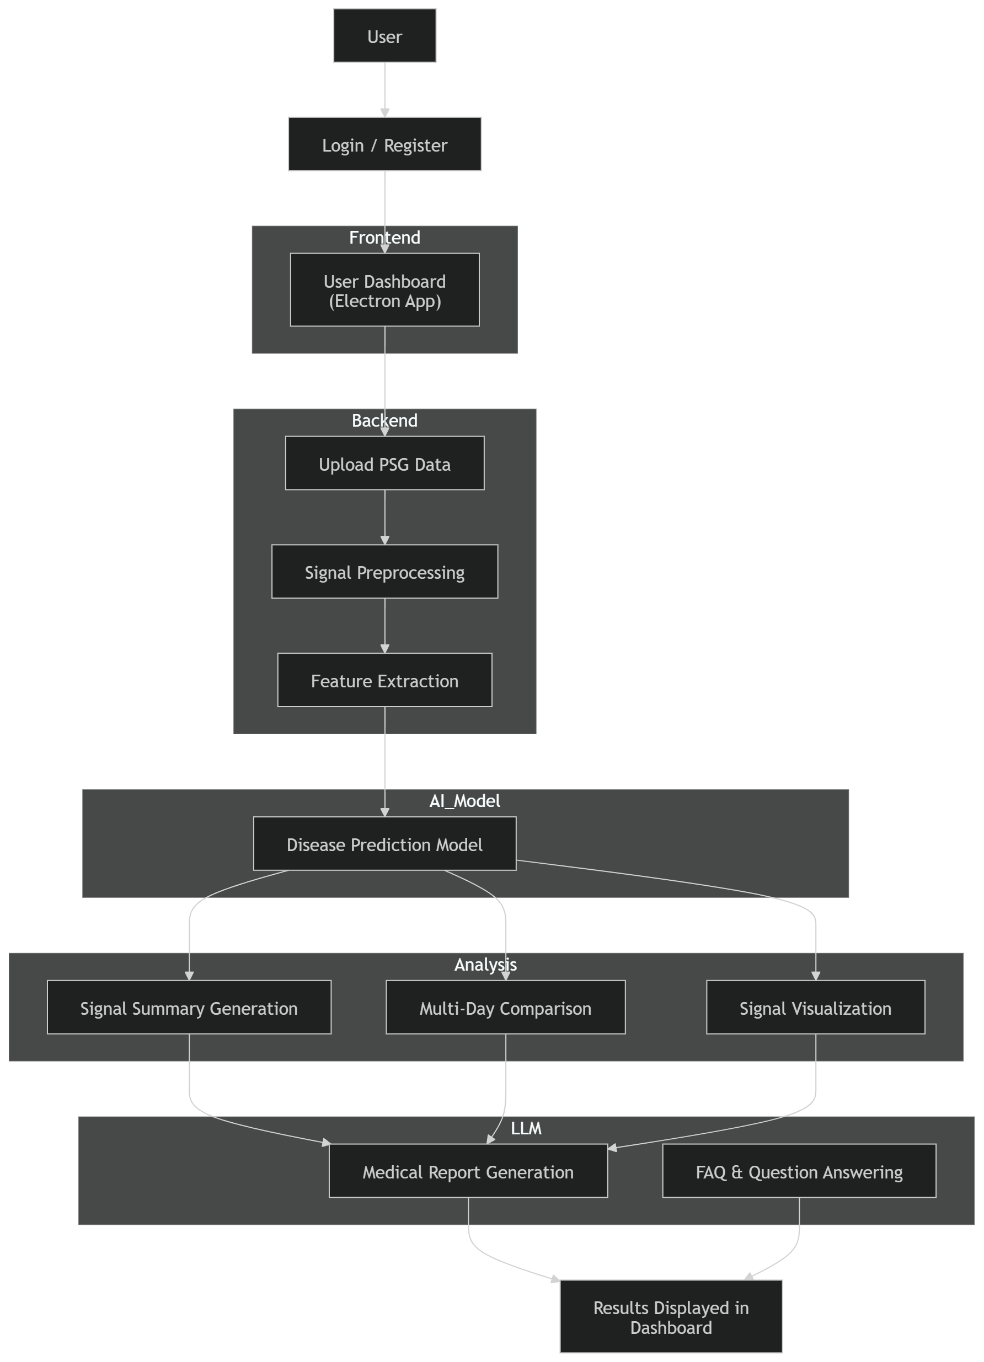 User
Login / Register
Frontend
User Dashboard
(Electron App)
Backend
Upload PSG Data
Signal Preprocessing
Feature Extraction
AI_Model
Disease Prediction Model
Analysis
Signal Summary Generation
Multi-Day Comparison
Signal Visualization
LLM
Medical Report Generation
FAQ & Question Answering
Results Displayed in
Dashboard